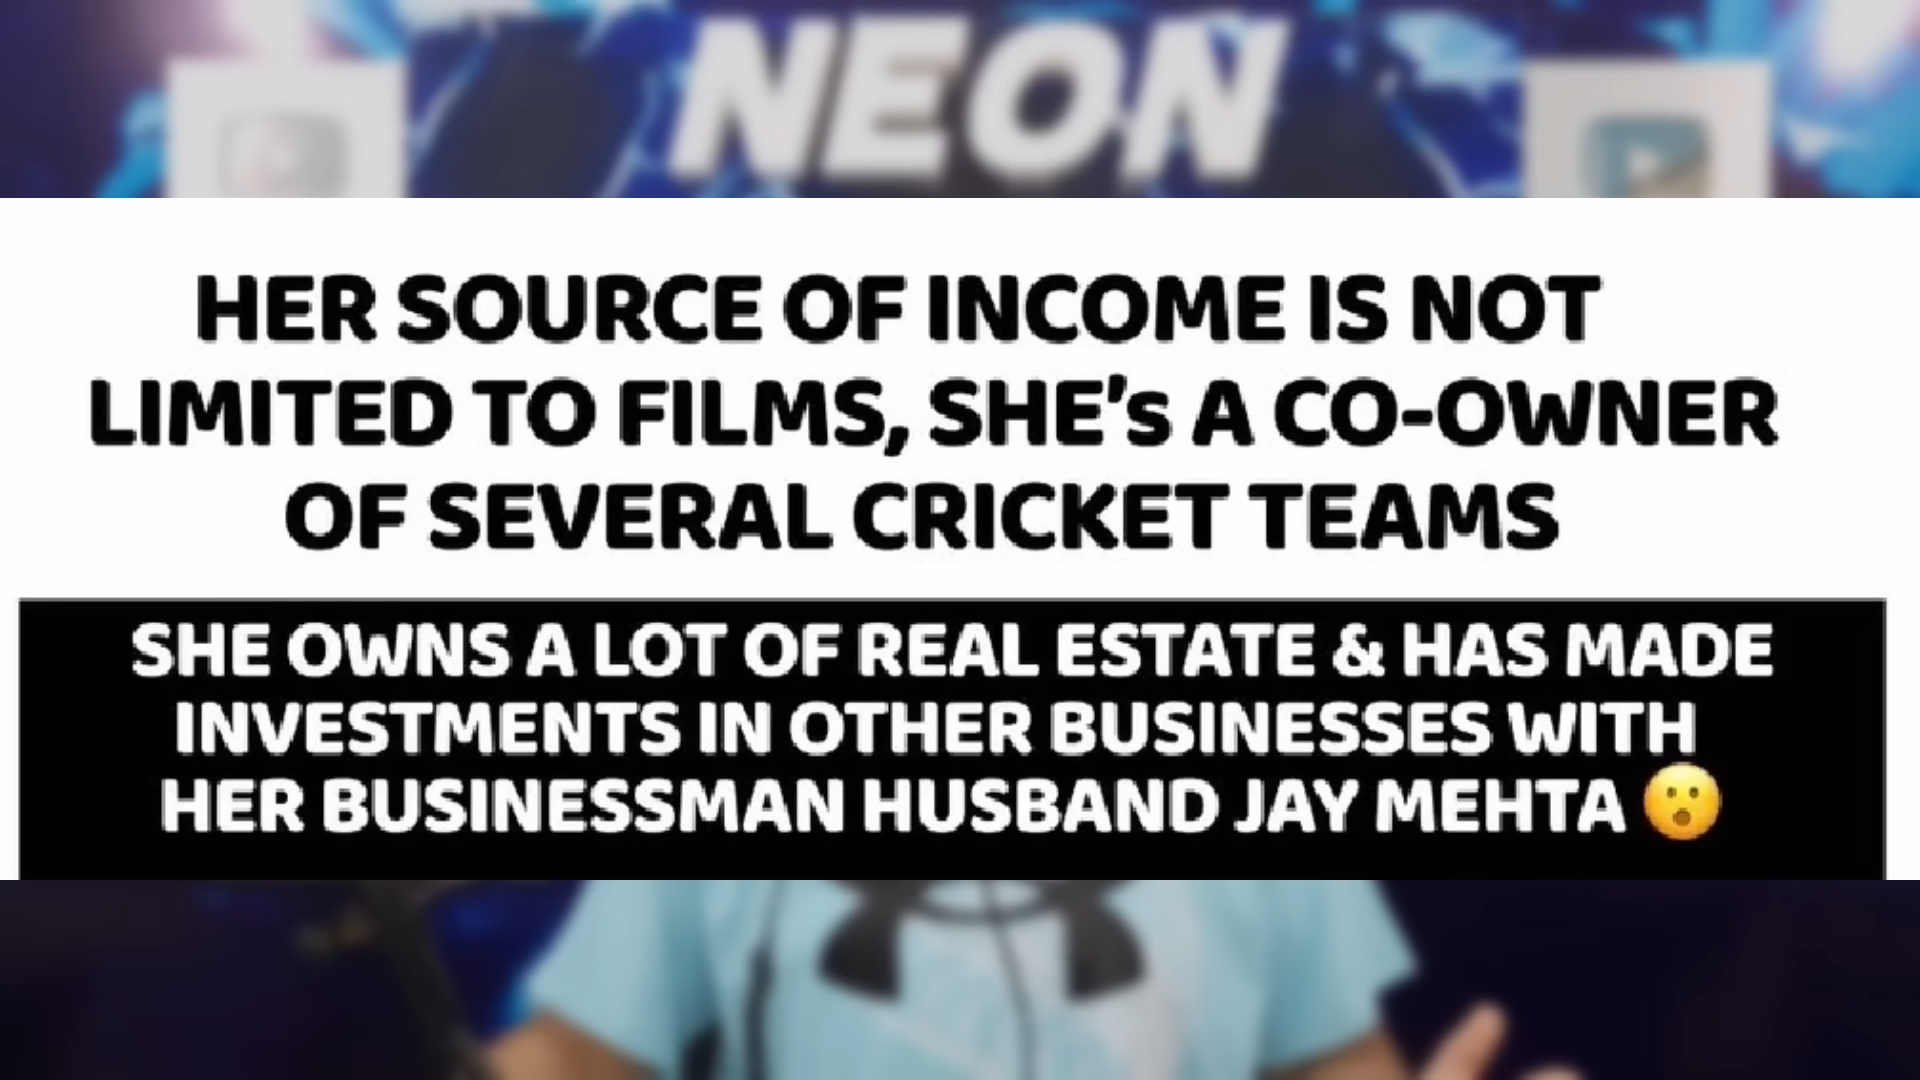 NEON
HER SOURCE OF INCOME IS NOT
LIMITED TO FILMS, SHE's A CO-OWNER
OF SEVERAL CRICKET TEAMS
SHE OWNS A LOT OF REAL ESTATE & HAS MADE
INVESTMENTS IN OTHER BUSINESSES WITH
HER BUSINESSMAN HUSBAND JAY MEHTA 😮